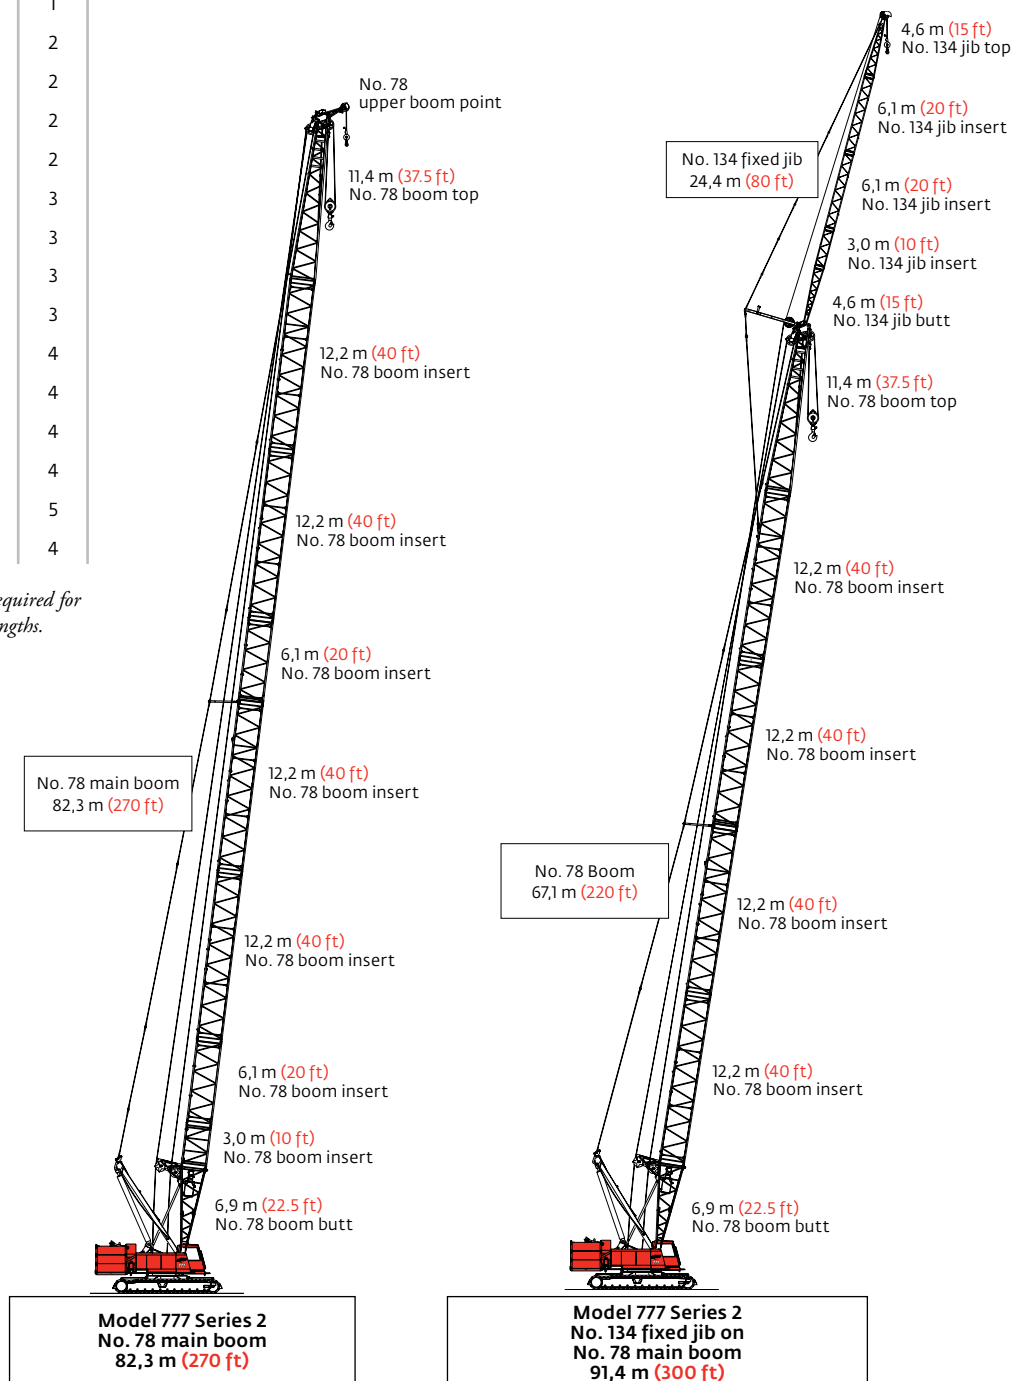 1
2
2
2
2
3
3
3
3
4
4
4
4
5
4
equired for
ngths.
No. 78
upper boom point
11,4 m (37.5 ft)
No. 78 boom top
12,2 m (40 ft)
No. 78 boom insert
12,2 m (40 ft)
No. 78 boom insert
6,1 m (20 ft)
No. 78 boom insert
No. 78 main boom
82,3 m (270 ft)
12,2 m (40 ft)
No. 78 boom insert
12,2 m (40 ft)
No. 78 boom insert
6,1 m (20 ft)
No. 78 boom insert
3,0 m (10 ft)
No. 78 boom insert
6,9 m (22.5 ft)
No. 78 boom butt
Model 777 Series 2
No. 78 main boom
82,3 m (270 ft)
4,6 m (15 ft)
No. 134 jib top
6,1 m (20 ft)
No. 134 jib insert
No. 134 fixed jib
24,4 m (80 ft)
6,1 m (20 ft)
No. 134 jib insert
3,0 m (10 ft)
No. 134 jib insert
4,6 m (15 ft)
No. 134 jib butt
11,4 m (37.5 ft)
No. 78 boom top
12,2 m (40 ft)
No. 78 boom insert
12,2 m (40 ft)
No. 78 boom insert
No. 78 Boom
67,1 m (220 ft)
12,2 m (40 ft)
No. 78 boom insert
12,2 m (40 ft)
No. 78 boom insert
6,9 m (22.5 ft)
No. 78 boom butt
Model 777 Series 2
No. 134 fixed jib on
No. 78 main boom
91,4 m (300 ft)